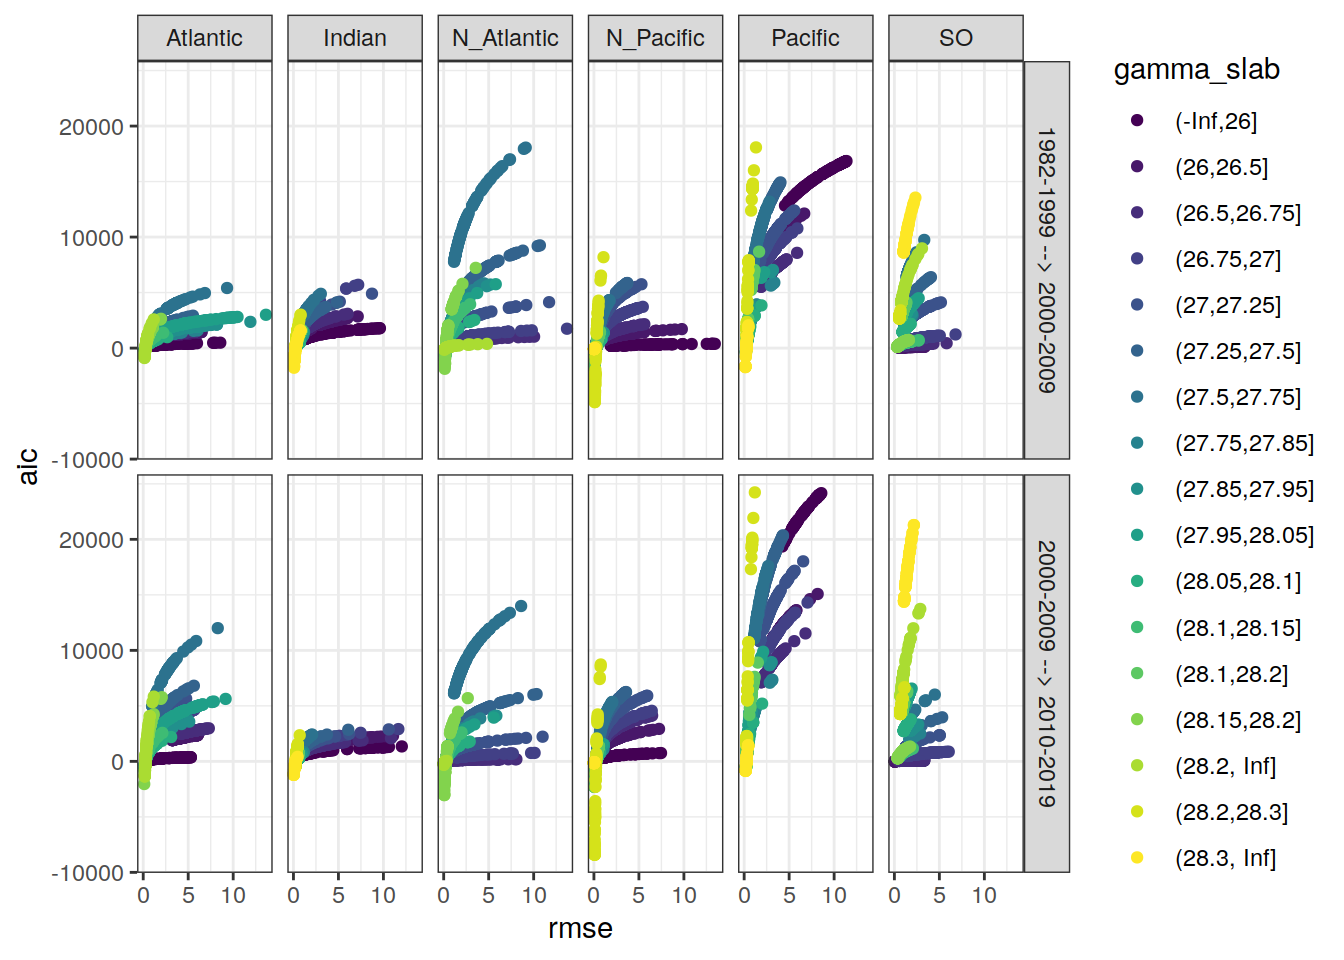 Atlantic Indian N_Atlantic N_Pacific Pacific SO
1982-1999 --> 2000-2009
2000-2009 --> 2010-2019
20000
10000
0
-10000
20000
10000
0
-10000
aic
0 5 10 0 5 10 0 5 10 0 5 10 0 5 10 0 5 10
rmse
gamma_slab
(-Inf,26]
(26,26.5]
(26.5,26.75]
(26.75,27]
(27,27.25]
(27.25,27.5]
(27.5,27.75]
(27.75,27.85]
(27.85,27.95]
(27.95,28.05]
(28.05,28.1]
(28.1,28.15]
(28.1,28.2]
(28.15,28.2]
(28.2, Inf]
(28.2,28.3]
(28.3, Inf]